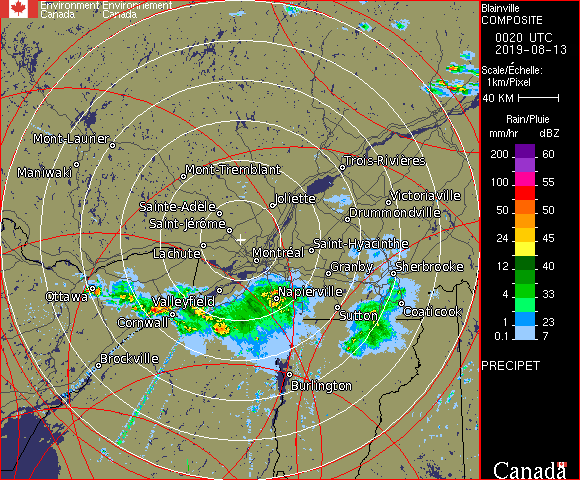 Environment Environnement
Canada Canada
Blainville
COMPOSITE
0020 UTC
2019-08-13
Scale/Échelle:
1km/Pixel
40 KM
Rain/Pluie
mm/hr dBZ
200 60
150 57
100 55
50 50
24 45
12 40
4 33
1 23
0.1 7
PRECIPET
Canada
Mont-Laurier
Maniwaki
Mont-Tremblant
Trois-Rivières
Sainte-Adele
Joliette
Victoriaville
Drummondville
Saint-Jérôme
Saint-Hyacinthe
Lachute
Montréal
Granby
Sherbrooke
Ottawa
Valleyfield
Napierville
Coaticook
Cornwall
Sutton
Brockville
Burlington